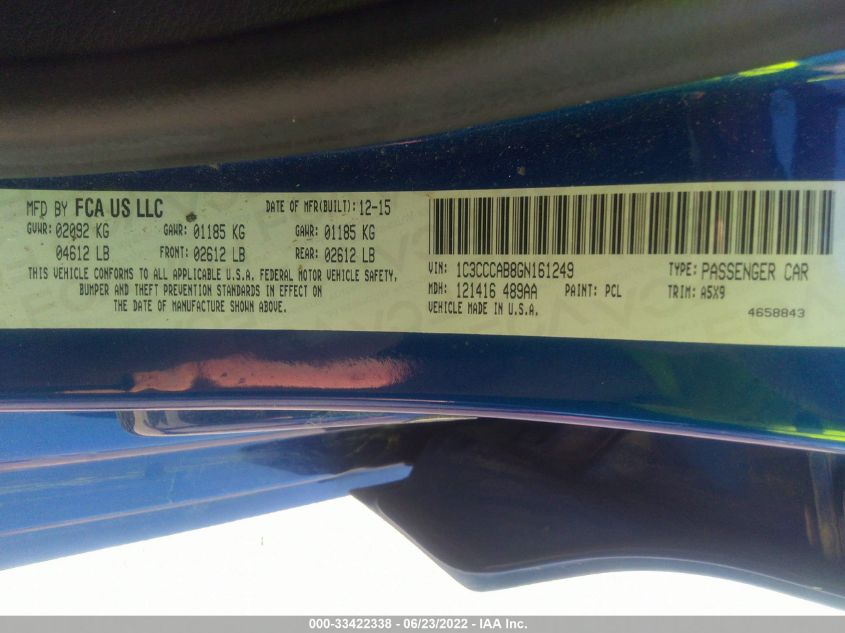 MFD BY FCA US LLC DATE OF MFR(BUILT): 12-15
GVWR: 02092 KG GAWR: 01185 KG GAWR: 01185 KG
04612 LB FRONT: 02612 LB REAR: 02612 LB
THIS VEHICLE CONFORMS TO ALL APPLICABLE U.S.A. FEDERAL MOTOR VEHICLE SAFETY,
BUMPER AND THEFT PREVENTION STANDARDS IN EFFECT ON
THE DATE OF MANUFACTURE SHOWN ABOVE.
VIN: 1C3CCCAB8GN161249 TYPE: PASSENGER CAR
MDH: 121416 489AA PAINT: PCL TRIM: A5X9
VEHICLE MADE IN U.S.A. 4658843
000-33422338 - 06/23/2022 - IAA Inc.